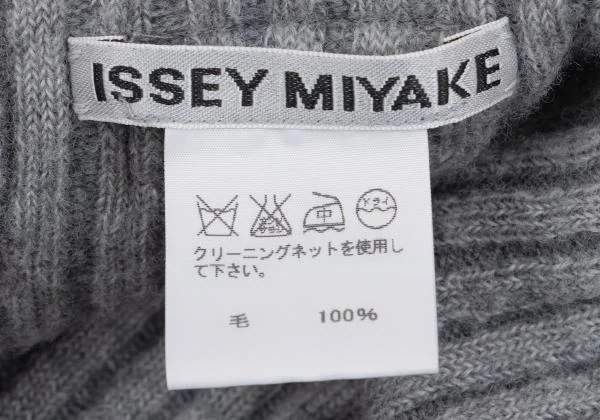 ISSEY MIYAKE
中 ドライ
クリーニングネットを使用し
て下さい。
毛 100%